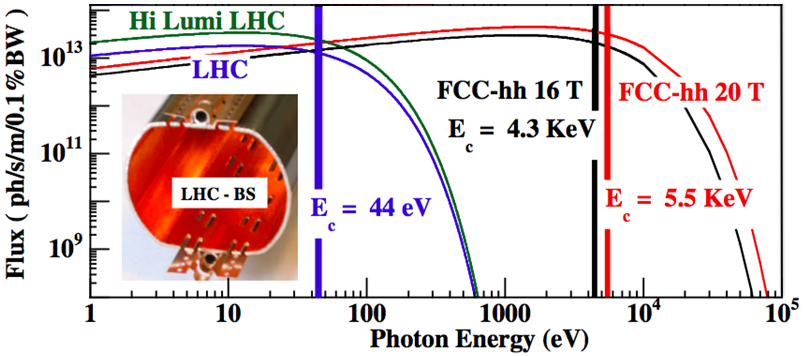 Hi Lumi LHC
LHC
FCC-hh 16 T
E_c = 4.3 KeV
FCC-hh 20 T
E_c = 5.5 KeV
LHC - BS
E_c = 44 eV
Flux ( ph/s/m/0.1%BW)
10^13
10^11
10^9
1 10 100 1000 10^4 10^5
Photon Energy (eV)